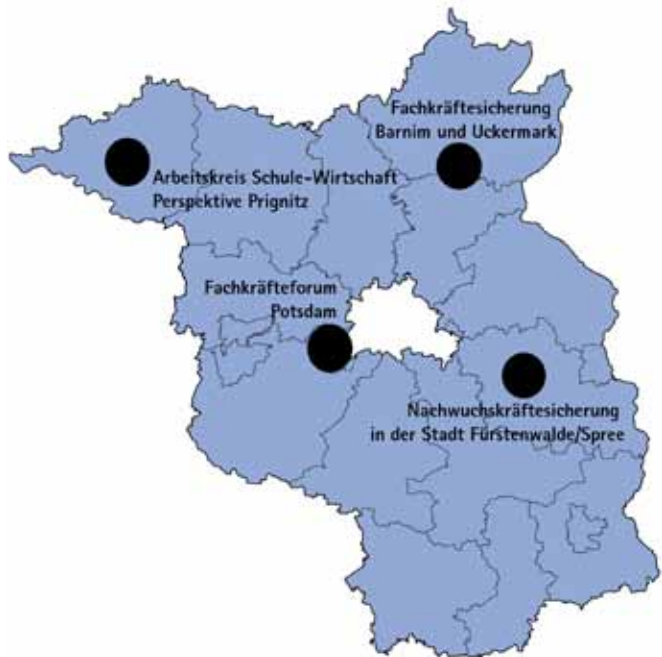 Fachkräftesicherung
Barnim und Uckermark
Arbeitskreis Schule-Wirtschaft
Perspektive Prignitz
Fachkräfteforum
Potsdam
Nachwuchskräftesicherung
in der Stadt Fürstenwalde/Spree